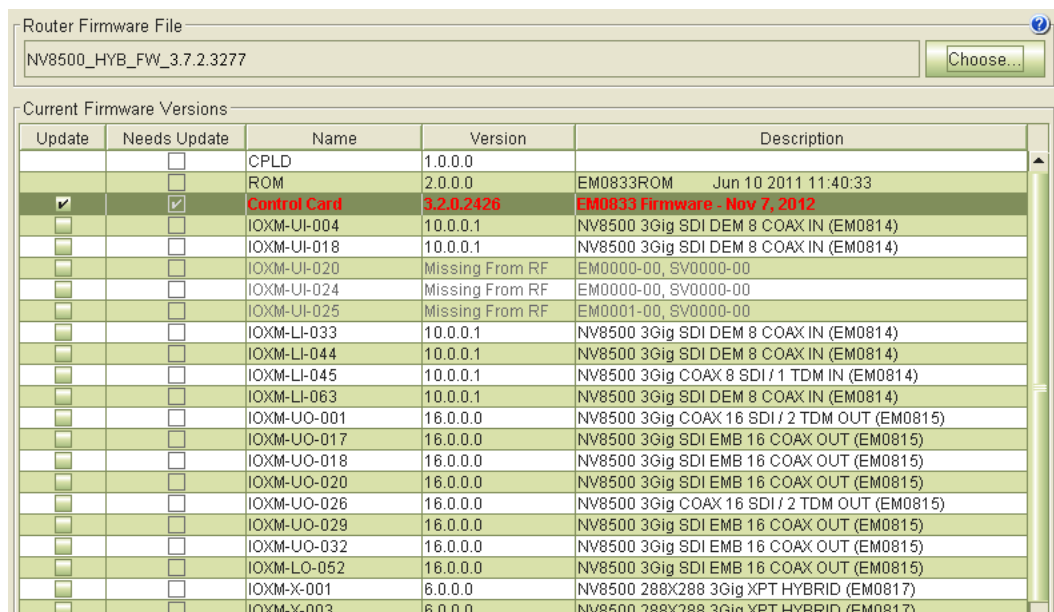 Router Firmware File
NV8500_HYB_FW_3.7.2.3277 Choose...
Current Firmware Versions
Update Needs Update Name Version Description
CPLD 1.0.0.0
ROM 2.0.0.0 EM0833ROM Jun 10 2011 11:40:33
Control Card 3.2.0.2426 EM0833 Firmware - Nov 7, 2012
IOXM-UI-004 10.0.0.1 NV8500 3Gig SDI DEM 8 COAX IN (EM0814)
IOXM-UI-018 10.0.0.1 NV8500 3Gig SDI DEM 8 COAX IN (EM0814)
IOXM-UI-020 Missing From RF EM0000-00, SV0000-00
IOXM-UI-024 Missing From RF EM0000-00, SV0000-00
IOXM-UI-025 Missing From RF EM0001-00, SV0000-00
IOXM-LI-033 10.0.0.1 NV8500 3Gig SDI DEM 8 COAX IN (EM0814)
IOXM-LI-044 10.0.0.1 NV8500 3Gig SDI DEM 8 COAX IN (EM0814)
IOXM-LI-045 10.0.0.1 NV8500 3Gig COAX 8 SDI / 1 TDM IN (EM0814)
IOXM-LI-063 10.0.0.1 NV8500 3Gig SDI DEM 8 COAX IN (EM0814)
IOXM-UO-001 16.0.0.0 NV8500 3Gig COAX 16 SDI / 2 TDM OUT (EM0815)
IOXM-UO-017 16.0.0.0 NV8500 3Gig SDI EMB 16 COAX OUT (EM0815)
IOXM-UO-018 16.0.0.0 NV8500 3Gig SDI EMB 16 COAX OUT (EM0815)
IOXM-UO-020 16.0.0.0 NV8500 3Gig SDI EMB 16 COAX OUT (EM0815)
IOXM-UO-026 16.0.0.0 NV8500 3Gig COAX 16 SDI / 2 TDM OUT (EM0815)
IOXM-UO-029 16.0.0.0 NV8500 3Gig SDI EMB 16 COAX OUT (EM0815)
IOXM-UO-032 16.0.0.0 NV8500 3Gig SDI EMB 16 COAX OUT (EM0815)
IOXM-LO-052 16.0.0.0 NV8500 3Gig SDI EMB 16 COAX OUT (EM0815)
IOXM-X-001 6.0.0.0 NV8500 288X288 3Gig XPT HYBRID (EM0817)
IOXM-X-003 6.0.0.0 NV8500 288X288 3Gig XPT HYBRID (EM0817)